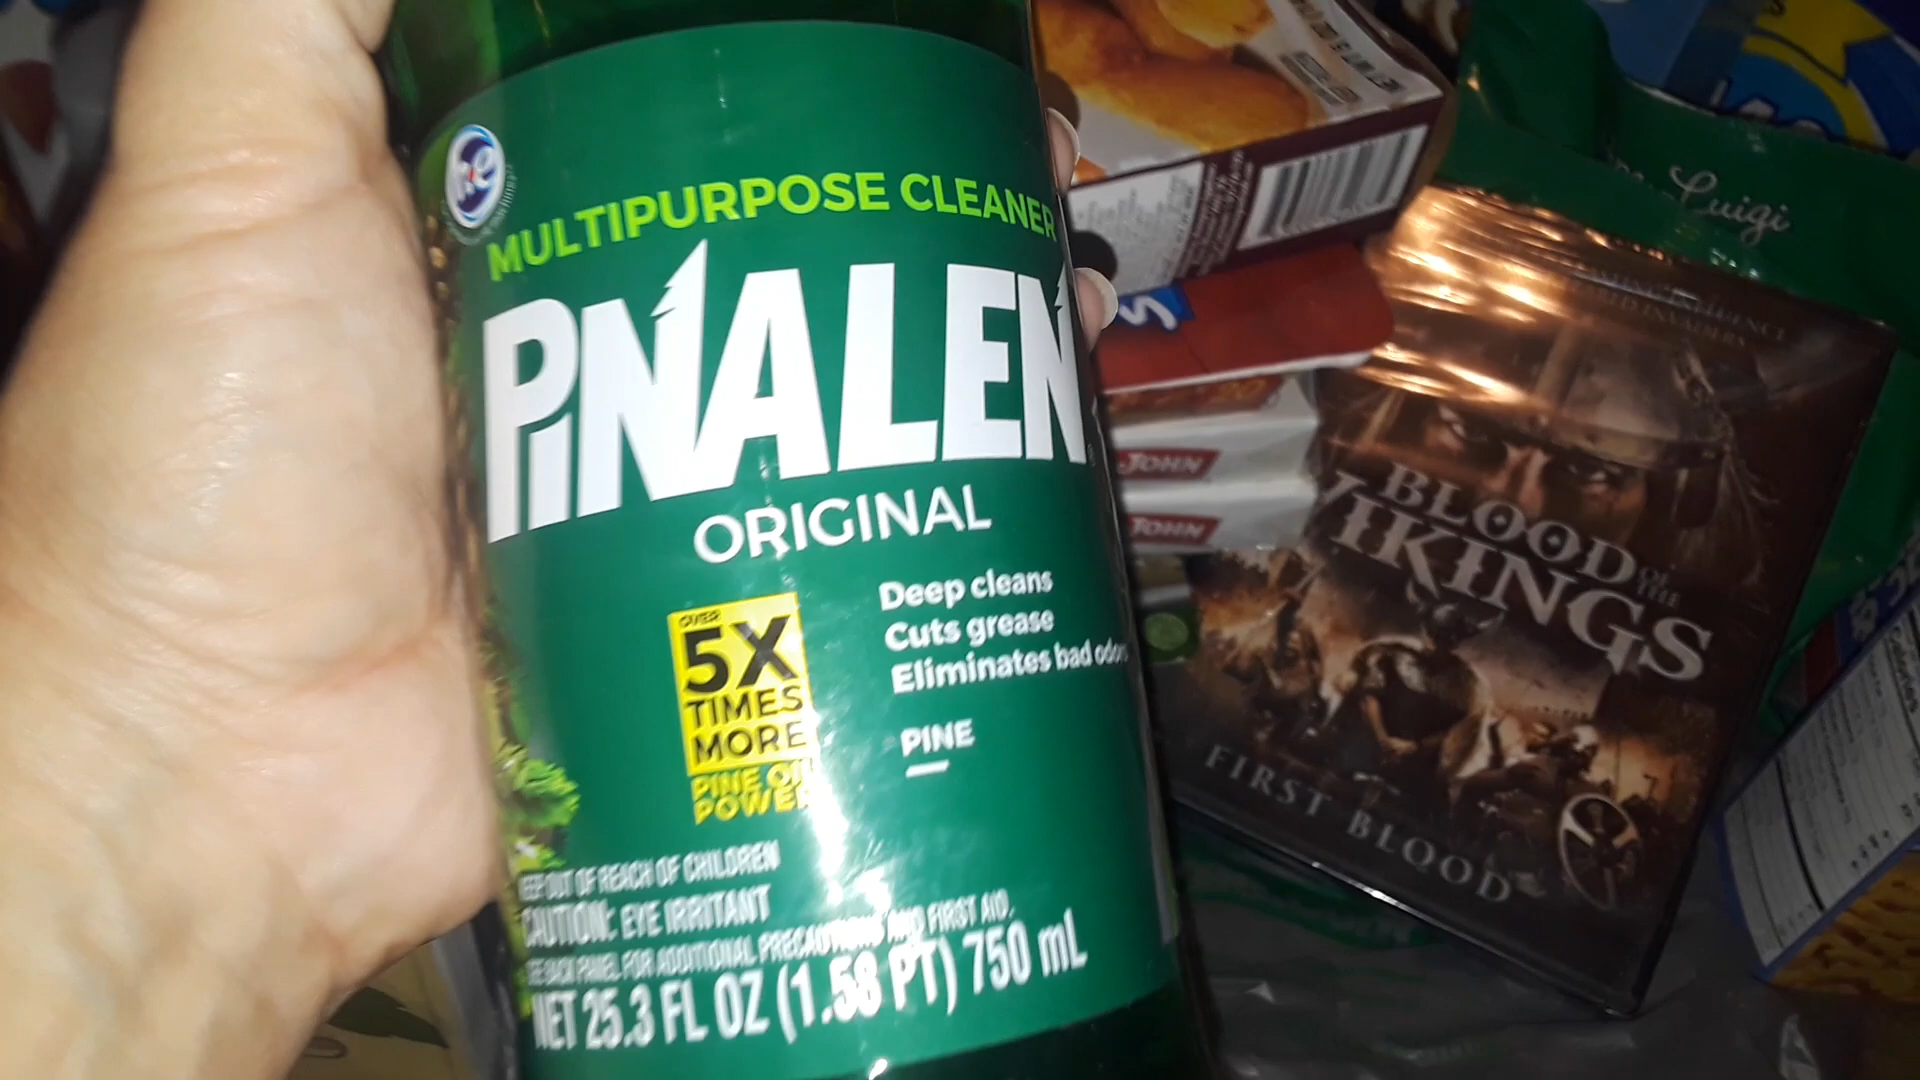 he
MULTIPURPOSE CLEANER
PINALEN
ORIGINAL
OVER
5X
TIMES
MORE
PINE OIL
POWER
Deep cleans
Cuts grease
Eliminates bad odors
PINE
KEEP OUT OF REACH OF CHILDREN
CAUTION: EYE IRRITANT
SEE BACK PANEL FOR ADDITIONAL PRECAUTIONS AND FIRST AID.
NET 25.3 FL OZ (1.58 PT) 750 mL
JOHN
JOHN
Luigi
BLOOD OF THE
VIKINGS
FIRST BLOOD
Calories